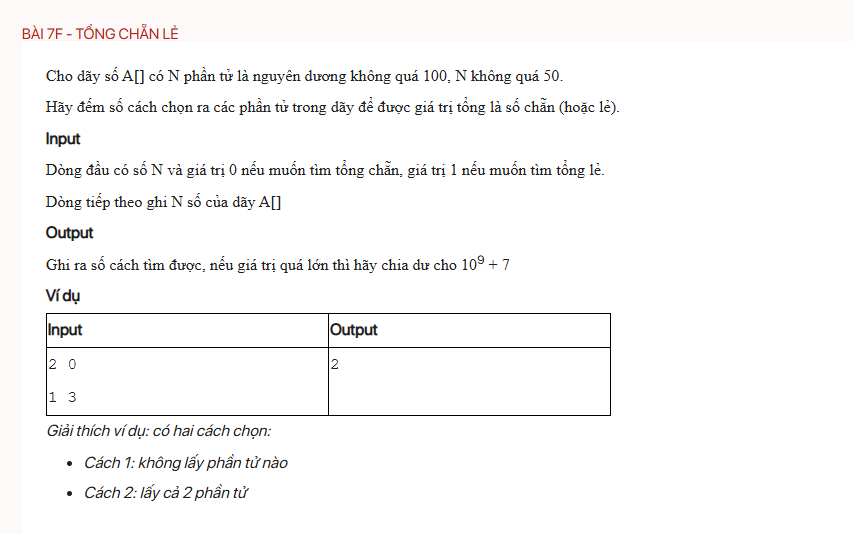 BÀI 7F - TỔNG CHẴN LẺ
Cho dãy số A[] có N phần tử là nguyên dương không quá 100, N không quá 50.
Hãy đếm số cách chọn ra các phần tử trong dãy để được giá trị tổng là số chẵn (hoặc lẻ).
Input
Dòng đầu có số N và giá trị 0 nếu muốn tìm tổng chẵn, giá trị 1 nếu muốn tìm tổng lẻ.
Dòng tiếp theo ghi N số của dãy A[]
Output
Ghi ra số cách tìm được, nếu giá trị quá lớn thì hãy chia dư cho 10⁹ + 7
Ví dụ
Input Output
2 0 2
1 3
Giải thích ví dụ: có hai cách chọn:
• Cách 1: không lấy phần tử nào
• Cách 2: lấy cả 2 phần tử